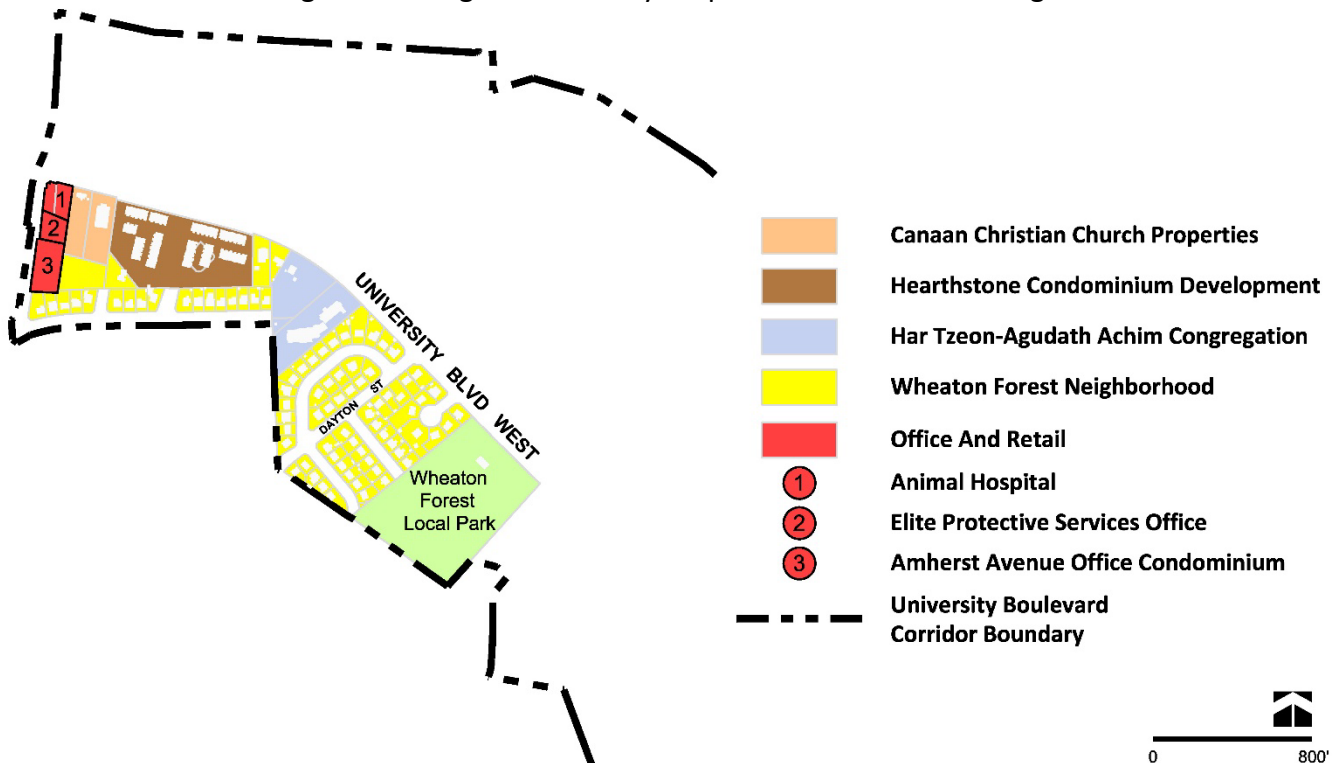 1
2
3
UNIVERSITY BLVD WEST
DAYTON ST
Wheaton
Forest
Local Park
Canaan Christian Church Properties
Hearthstone Condominium Development
Har Tzeon-Agudath Achim Congregation
Wheaton Forest Neighborhood
Office And Retail
1 Animal Hospital
2 Elite Protective Services Office
3 Amherst Avenue Office Condominium
University Boulevard
Corridor Boundary
0 800'